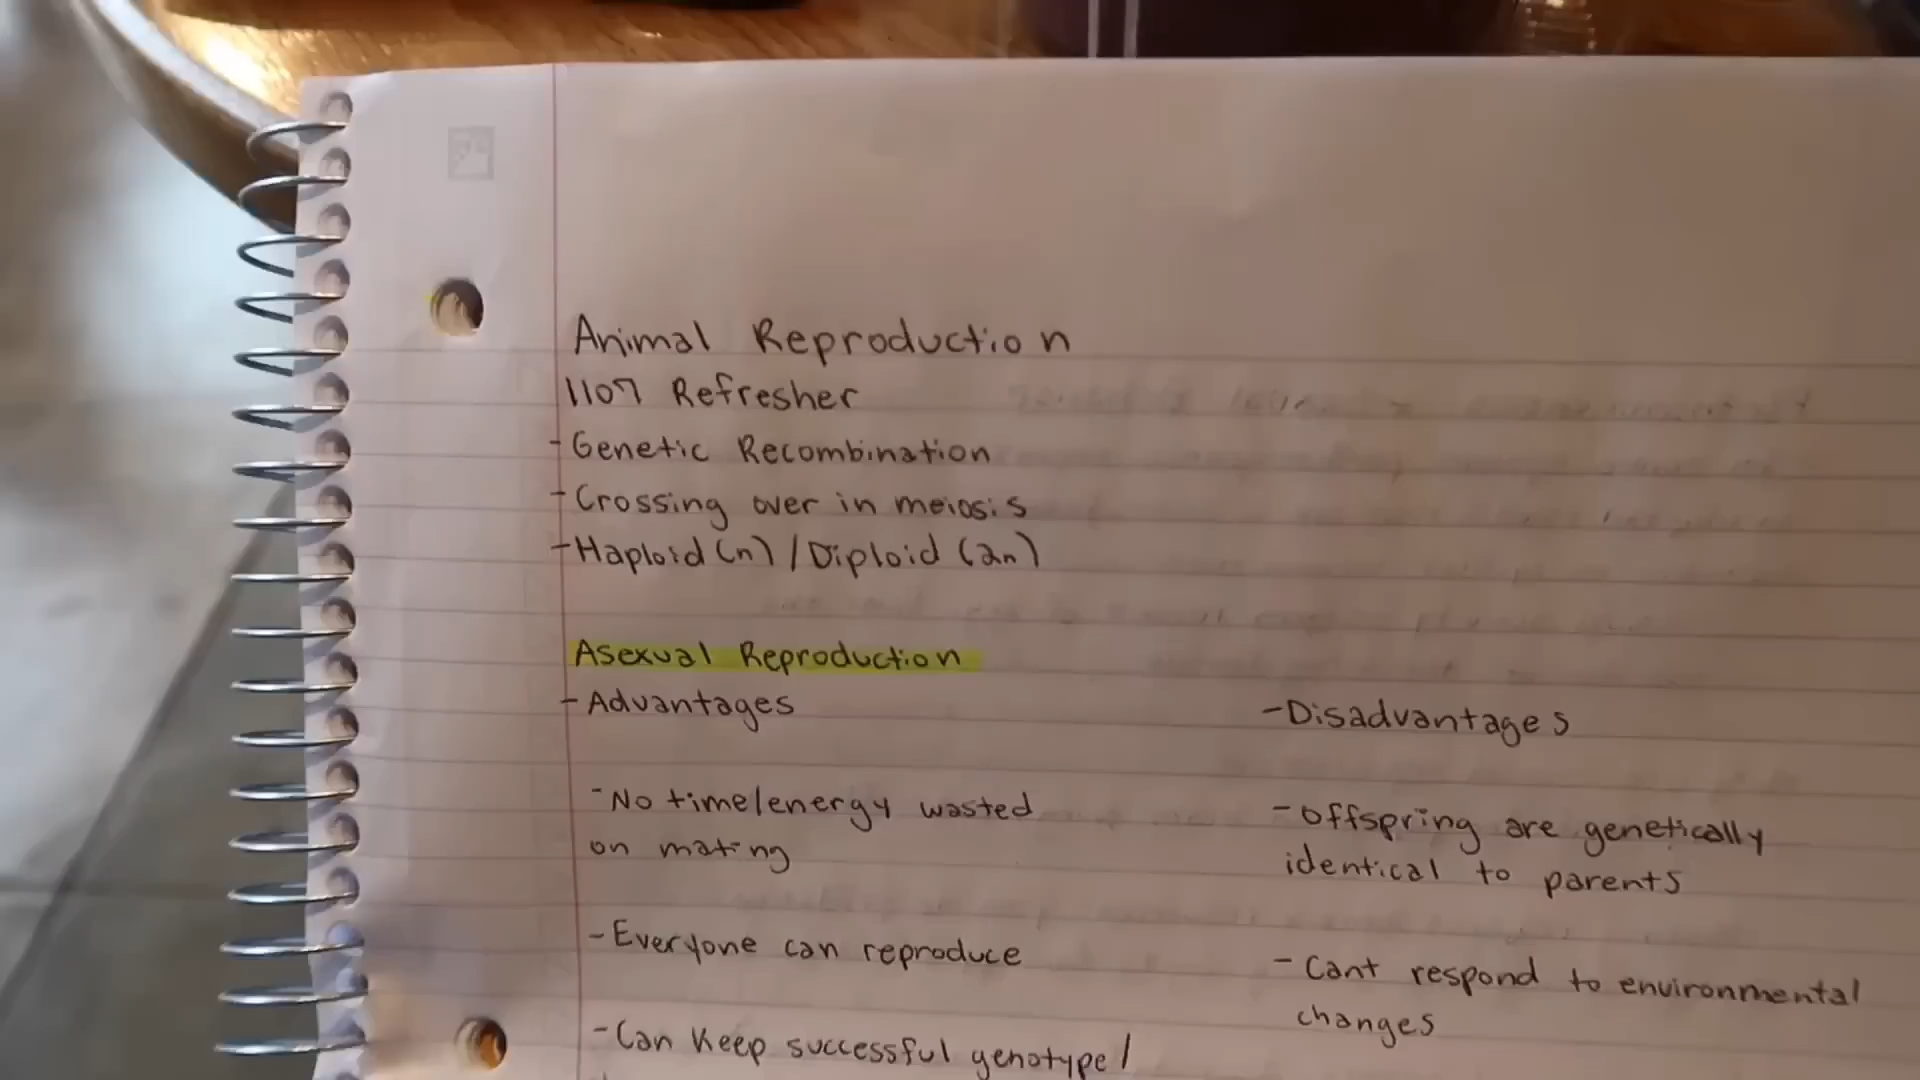 Animal Reproduction
1107 Refresher
-Genetic Recombination
-Crossing over in meiosis
-Haploid (n) / Diploid (2n)
Asexual Reproduction
-Advantages
-No time/energy wasted
on mating
-Everyone can reproduce
-Can keep successful genotype/
-Disadvantages
-Offspring are genetically
identical to parents
-Cant respond to environmental
changes